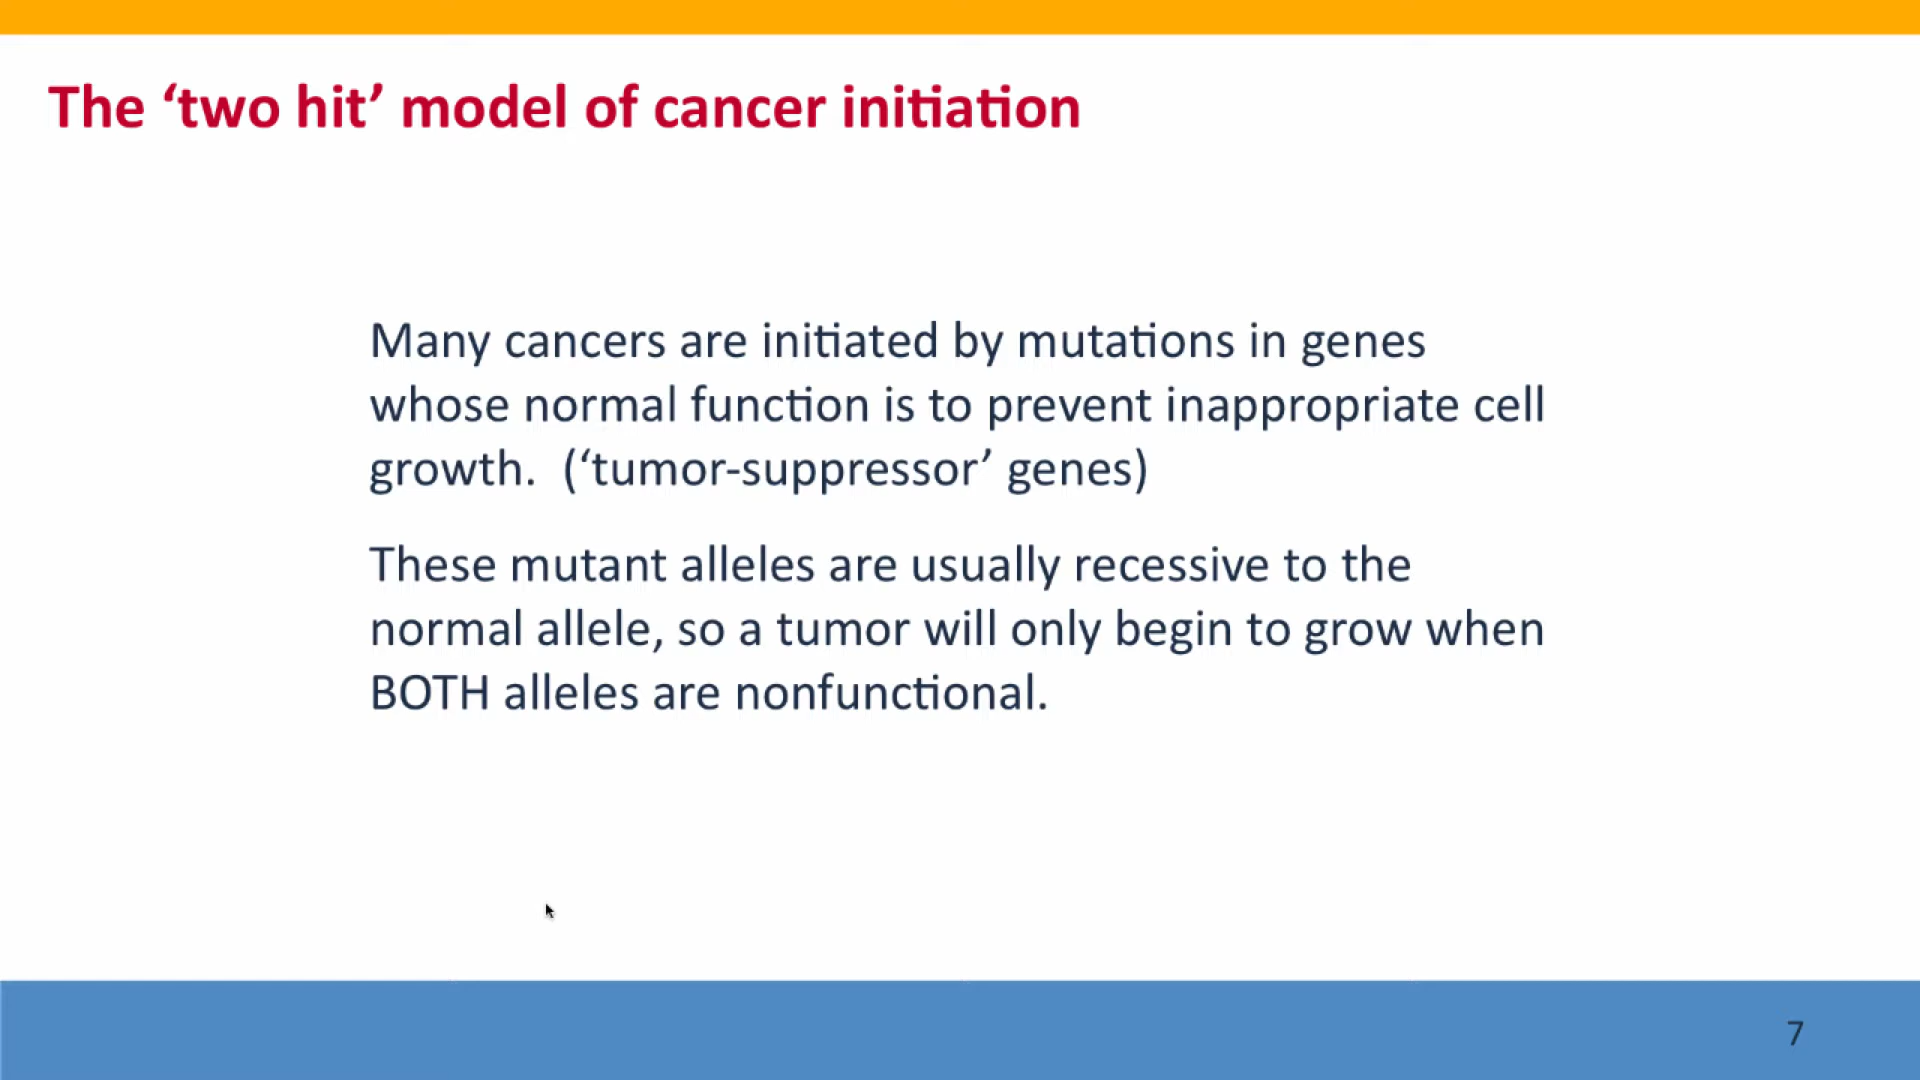 The ‘two hit’ model of cancer initiation
Many cancers are initiated by mutations in genes
whose normal function is to prevent inappropriate cell
growth.  (‘tumor-suppressor’ genes)
These mutant alleles are usually recessive to the
normal allele, so a tumor will only begin to grow when
BOTH alleles are nonfunctional.
7